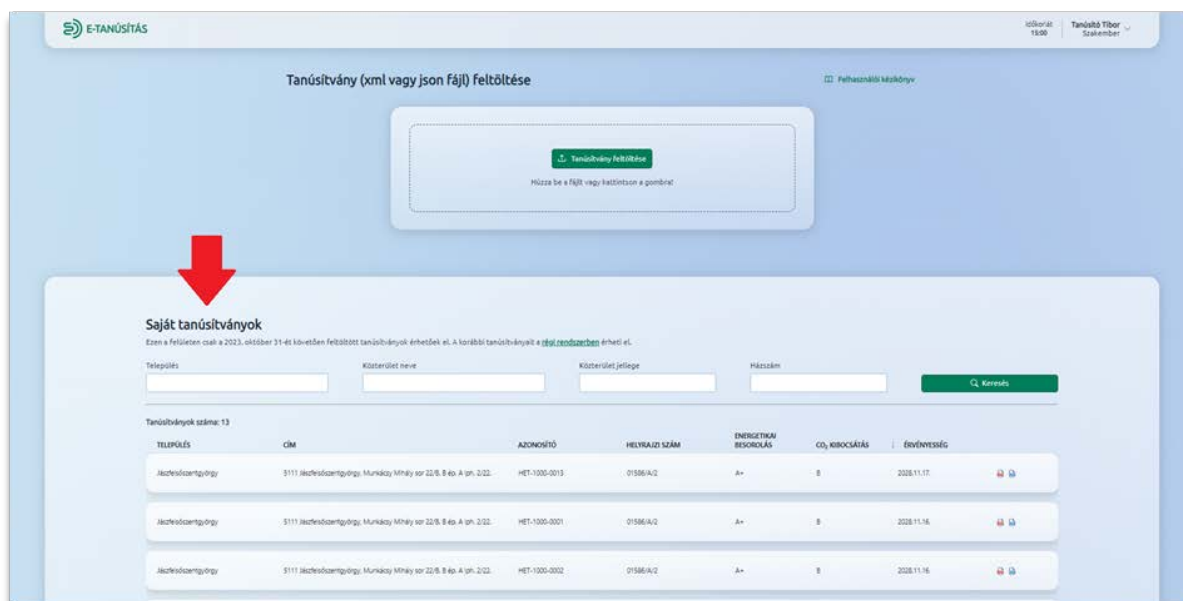 E-TANÚSÍTÁS
Időkorlát
15:00
Tanúsító Tibor
Szakember
Tanúsítvány (xml vagy json fájl) feltöltése
Felhasználói kézikönyv
Tanúsítvány feltöltése
Húzza be a fájlt vagy kattintson a gombra!
Saját tanúsítványok
Ezen a felületen csak a 2023. október 31-ét követően feltöltött tanúsítványok érhetőek el. A korábbi tanúsítványait a régi rendszerben érheti el.
Település Közterület neve Közterület jellege Házszám
Keresés
Tanúsítványok száma: 13
TELEPÜLÉS CÍM AZONOSÍTÓ HELYRAJZI SZÁM ENERGETIKAI BESOROLÁS CO₂ KIBOCSÁTÁS ↓ ÉRVÉNYESSÉG
Jászfelsőszentgyörgy 5111 Jászfelsőszentgyörgy, Munkácsy Mihály sor 22/B. B ép. A lph. 2/22. HET-1000-0013 01586/A/2 A+ B 2028.11.17.
Jászfelsőszentgyörgy 5111 Jászfelsőszentgyörgy, Munkácsy Mihály sor 22/B. B ép. A lph. 2/22. HET-1000-0001 01586/A/2 A+ B 2028.11.16.
Jászfelsőszentgyörgy 5111 Jászfelsőszentgyörgy, Munkácsy Mihály sor 22/B. B ép. A lph. 2/22. HET-1000-0002 01586/A/2 A+ B 2028.11.16.